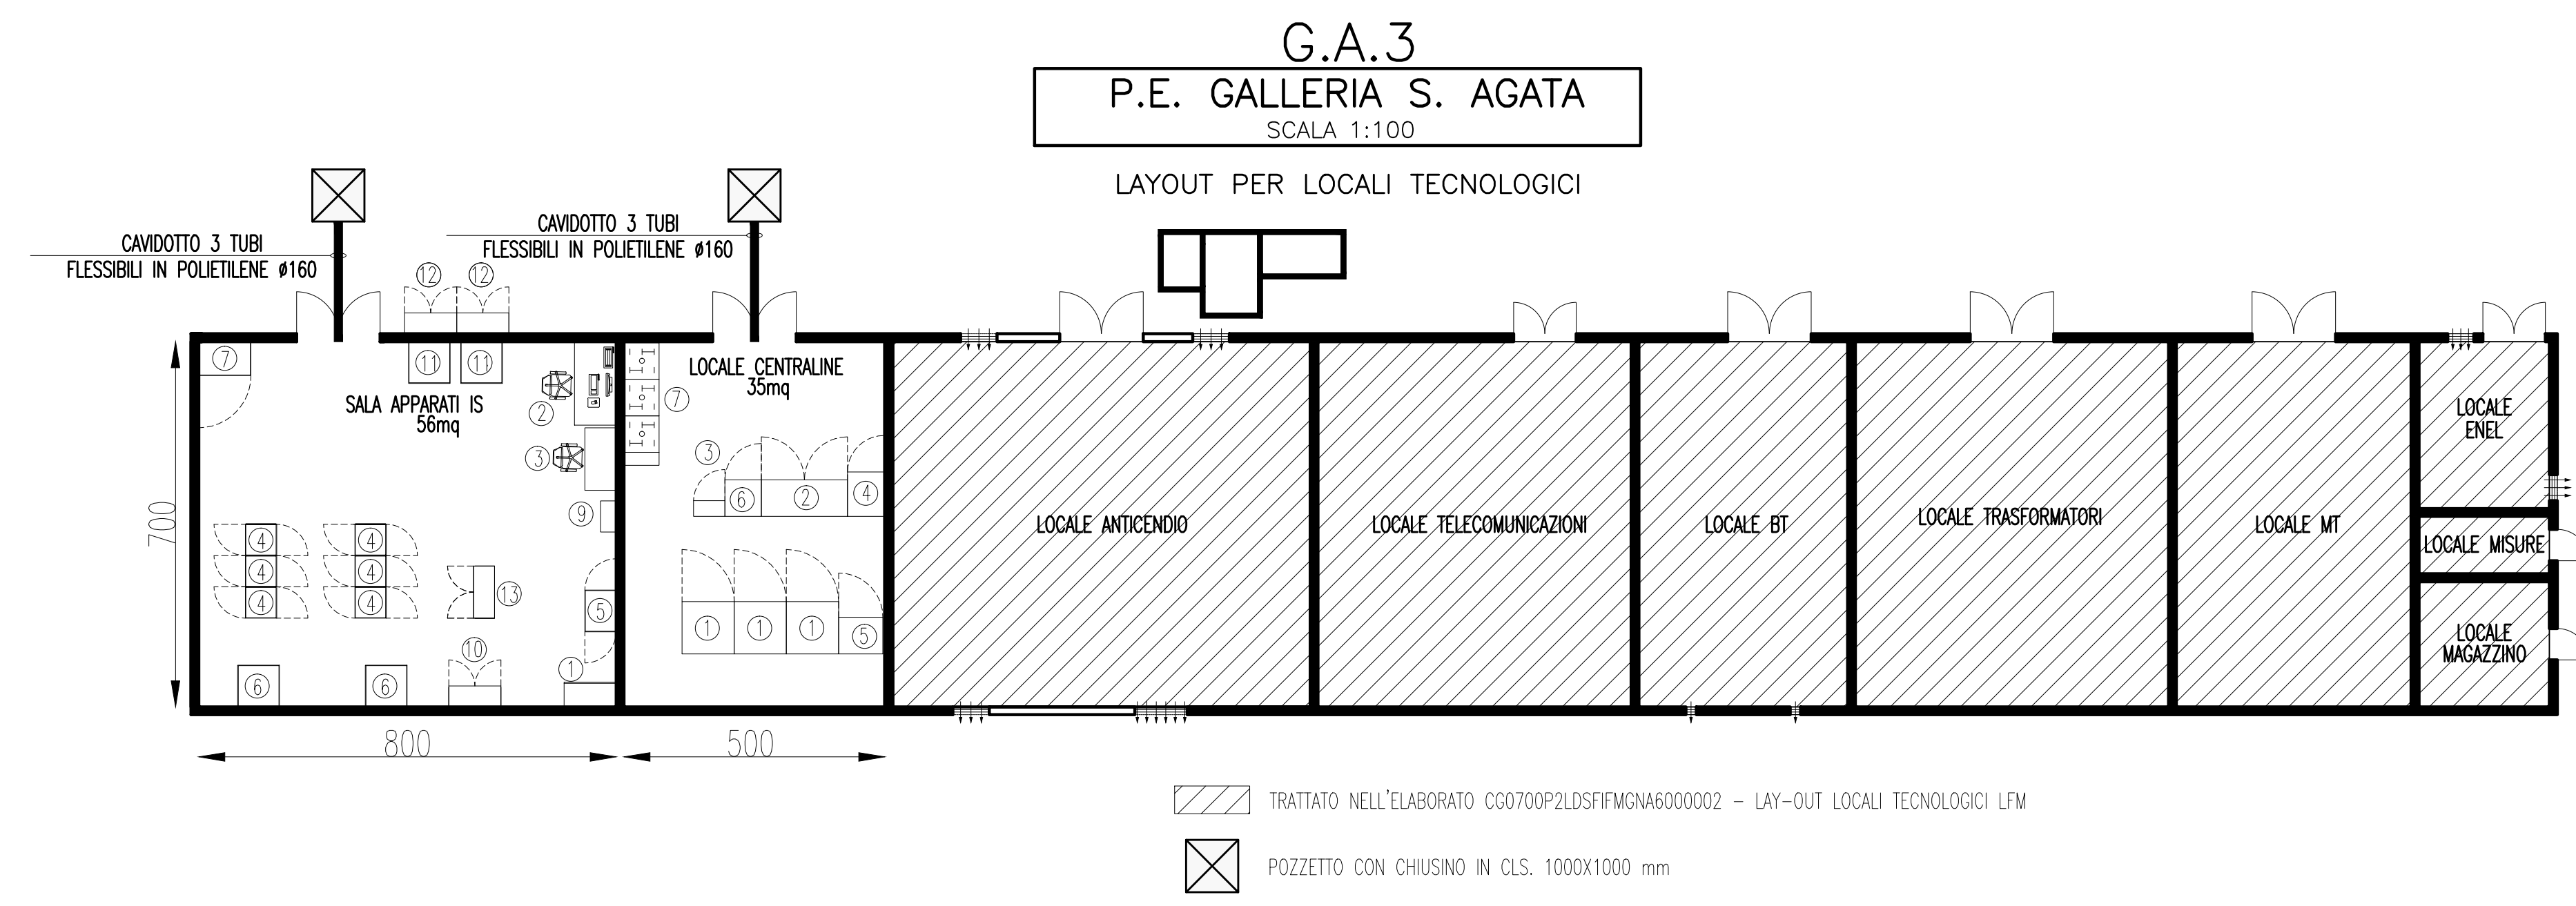 G.A.3
P.E. GALLERIA S. AGATA
SCALA 1:100
LAYOUT PER LOCALI TECNOLOGICI
CAVIDOTTO 3 TUBI
FLESSIBILI IN POLIETILENE ø160
CAVIDOTTO 3 TUBI
FLESSIBILI IN POLIETILENE ø160
12 12
7
11 11
SALA APPARATI IS
56mq
2
3
9
4 4
4 4
4 4
13
5
10
1
6 6
LOCALE CENTRALINE
35mq
7
3
6 2 4
1 1 1 5
LOCALE ANTICENDIO
LOCALE TELECOMUNICAZIONI
LOCALE BT
LOCALE TRASFORMATORI
LOCALE MT
LOCALE
ENEL
LOCALE MISURE
LOCALE
MAGAZZINO
700
800
500
TRATTATO NELL'ELABORATO CG0700P2LDSFIFMGNA6000002 – LAY-OUT LOCALI TECNOLOGICI LFM
POZZETTO CON CHIUSINO IN CLS. 1000X1000 mm